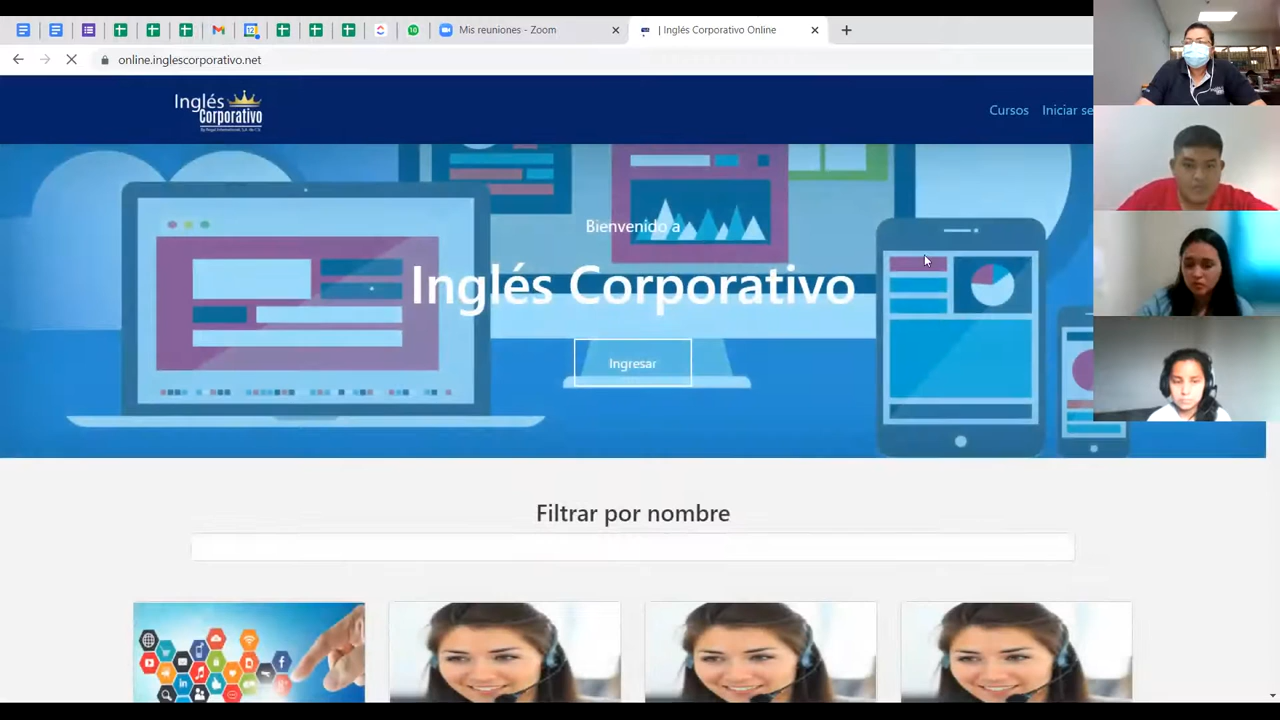 Mis reuniones - Zoom
| Inglés Corporativo Online
online.inglescorporativo.net
Inglés
Corporativo
Cursos
Iniciar se
Bienvenido a
Inglés Corporativo
Ingresar
Filtrar por nombre